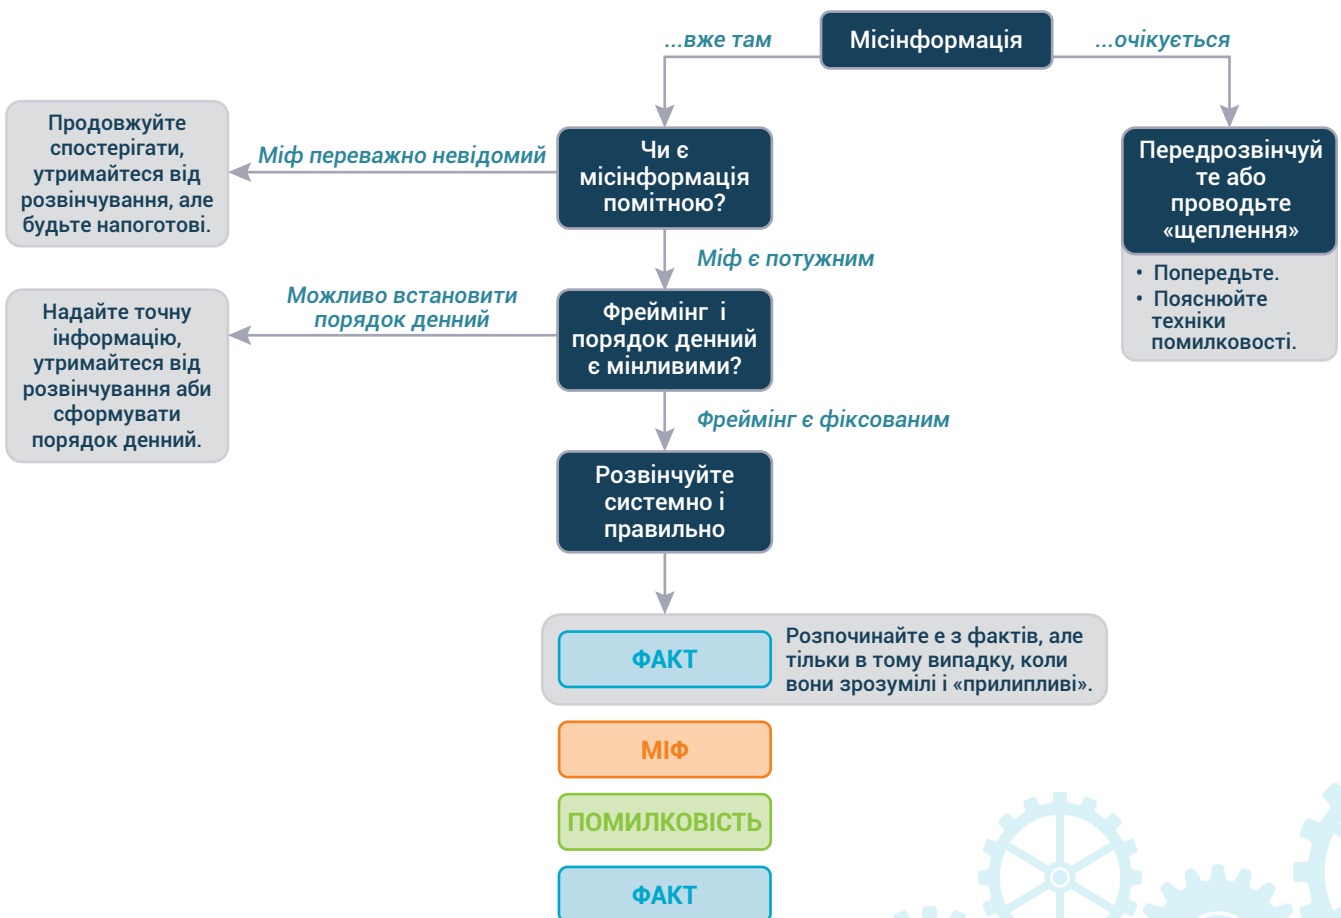 ...вже там
Місінформація
...очікується
Продовжуйте
спостерігати,
утримайтеся від
розвінчування, але
будьте напоготові.
Міф переважно невідомий
Чи є
місінформація
помітною?
Передрозвінчуй
те або
проводьте
«щеплення»
• Попередьте.
• Пояснюйте
техніки
помилковості.
Міф є потужним
Надайте точну
інформацію,
утримайтеся від
розвінчування аби
сформувати
порядок денний.
Можливо встановити
порядок денний
Фреймінг і
порядок денний
є мінливими?
Фреймінг є фіксованим
Розвінчуйте
системно і
правильно
ФАКТ
Розпочинайте е з фактів, але
тільки в тому випадку, коли
вони зрозумілі і «прилипливі».
МІФ
ПОМИЛКОВІСТЬ
ФАКТ